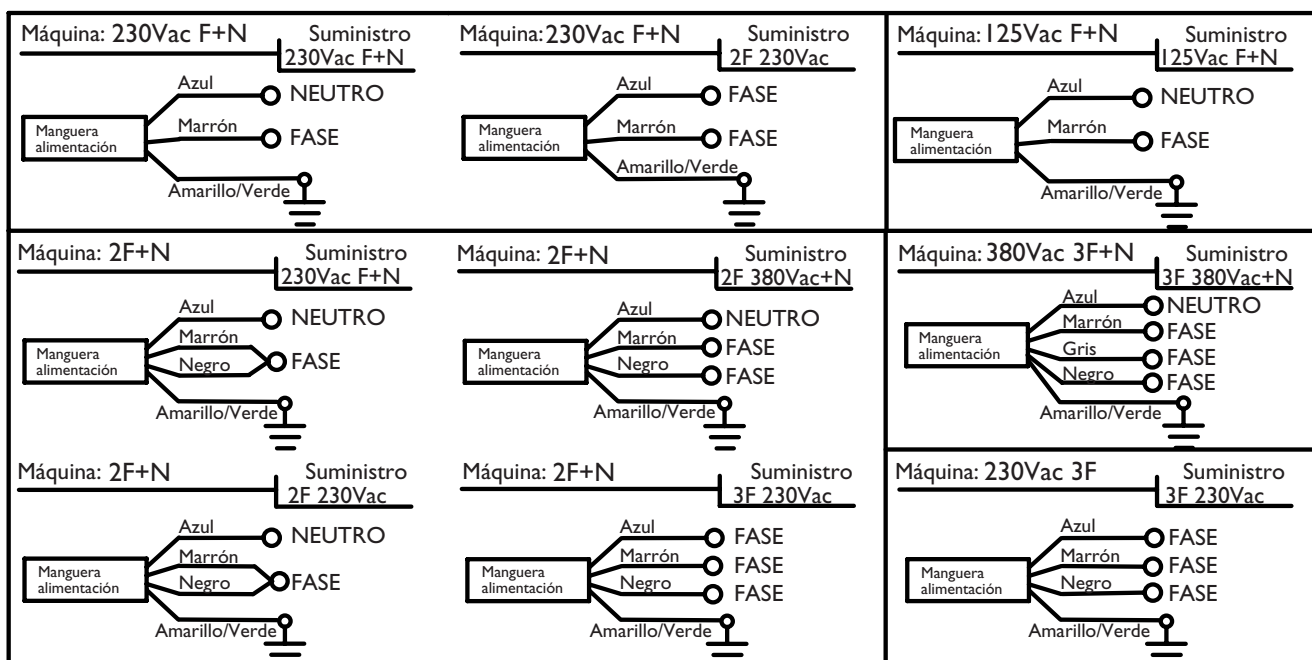 Máquina: 230Vac F+N
Suministro
230Vac F+N
Azul
NEUTRO
Marrón
FASE
Manguera
alimentación
Amarillo/Verde
Máquina: 230Vac F+N
Suministro
2F 230Vac
Azul
FASE
Marrón
FASE
Manguera
alimentación
Amarillo/Verde
Máquina: 125Vac F+N
Suministro
125Vac F+N
Azul
NEUTRO
Marrón
FASE
Manguera
alimentación
Amarillo/Verde
Máquina: 2F+N
Suministro
230Vac F+N
Azul
NEUTRO
Marrón
FASE
Negro
Manguera
alimentación
Amarillo/Verde
Máquina: 2F+N
Suministro
2F 380Vac+N
Azul
NEUTRO
Marrón
FASE
Negro
FASE
Manguera
alimentación
Amarillo/Verde
Máquina: 380Vac 3F+N
Suministro
3F 380Vac+N
Azul
NEUTRO
Marrón
FASE
Gris
FASE
Negro
FASE
Manguera
alimentación
Amarillo/Verde
Máquina: 2F+N
Suministro
2F 230Vac
Azul
NEUTRO
Marrón
FASE
Negro
Manguera
alimentación
Amarillo/Verde
Máquina: 2F+N
Suministro
3F 230Vac
Azul
FASE
Marrón
FASE
Negro
FASE
Manguera
alimentación
Amarillo/Verde
Máquina: 230Vac 3F
Suministro
3F 230Vac
Azul
FASE
Marrón
FASE
Negro
FASE
Manguera
alimentación
Amarillo/Verde